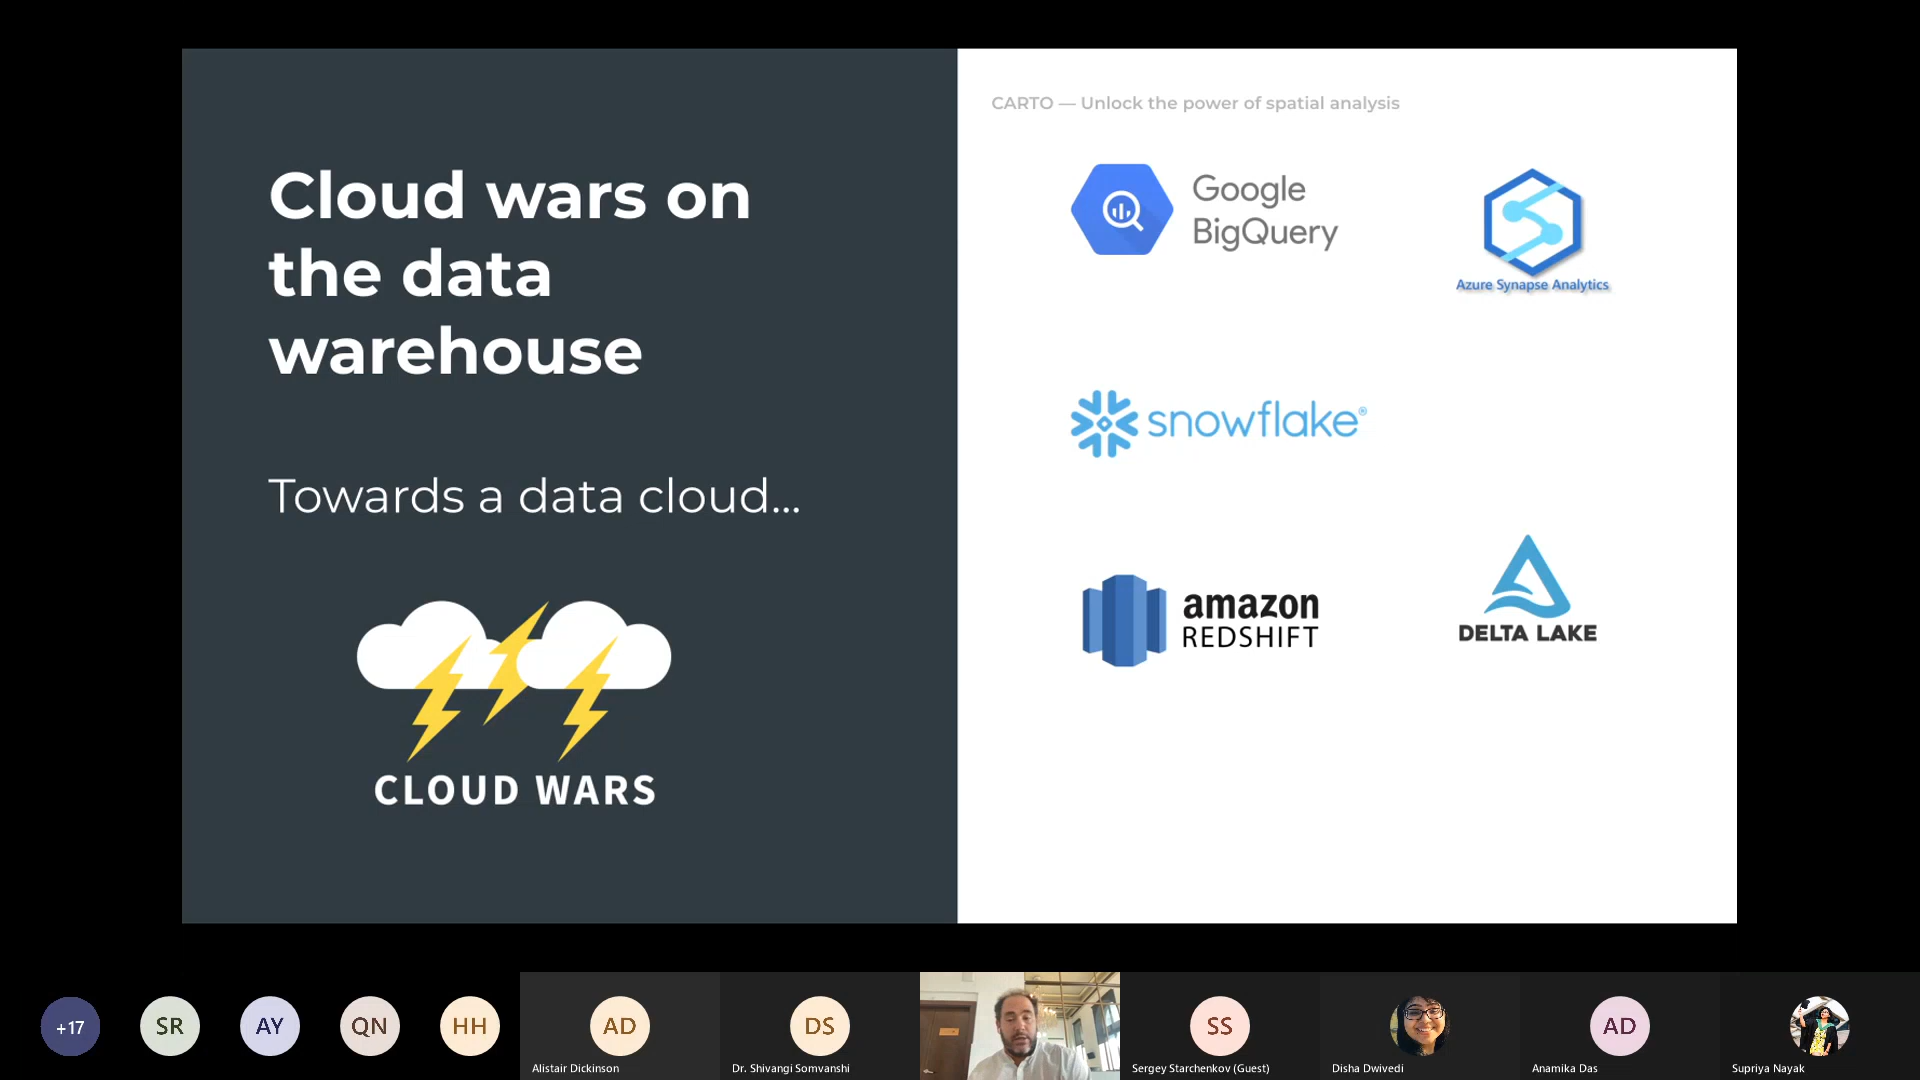 Cloud wars on
the data
warehouse
Towards a data cloud...
CLOUD WARS
CARTO — Unlock the power of spatial analysis
Google
BigQuery
Azure Synapse Analytics
snowflake®
amazon
REDSHIFT
DELTA LAKE
+17
SR
AY
QN
HH
AD
Alistair Dickinson
DS
Dr. Shivangi Somvanshi
SS
Sergey Starchenkov (Guest)
Disha Dwivedi
AD
Anamika Das
Supriya Nayak